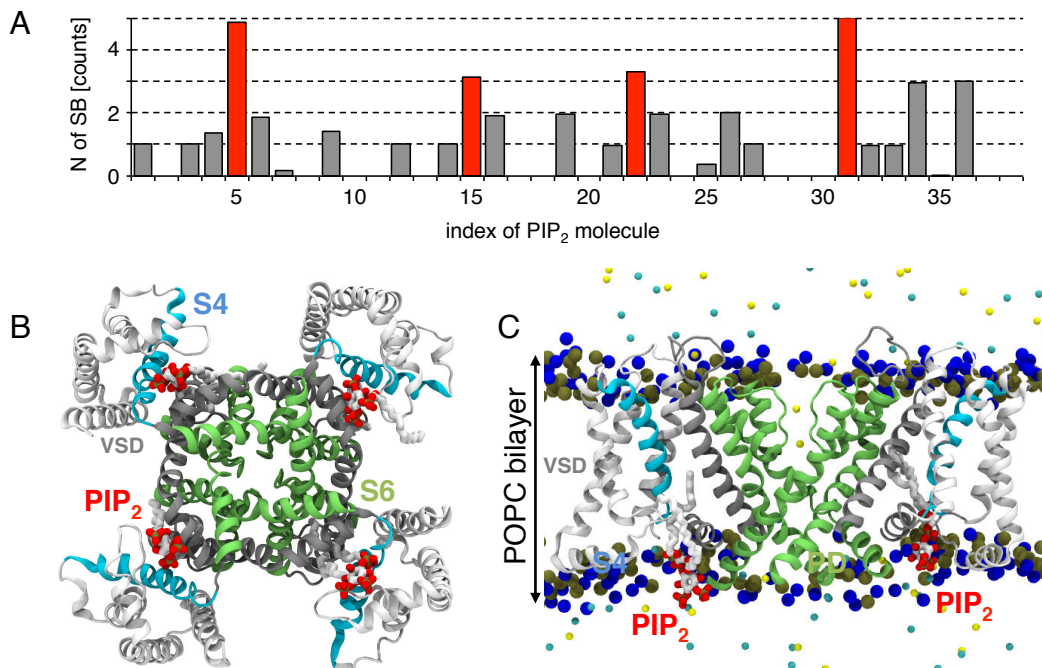 A
N of SB [counts]
4
2
0
5
10
15
20
25
30
35
index of PIP₂ molecule
B
S4
VSD
PIP₂
S6
C
POPC bilayer
VSD
S4
PD
PIP₂
PIP₂